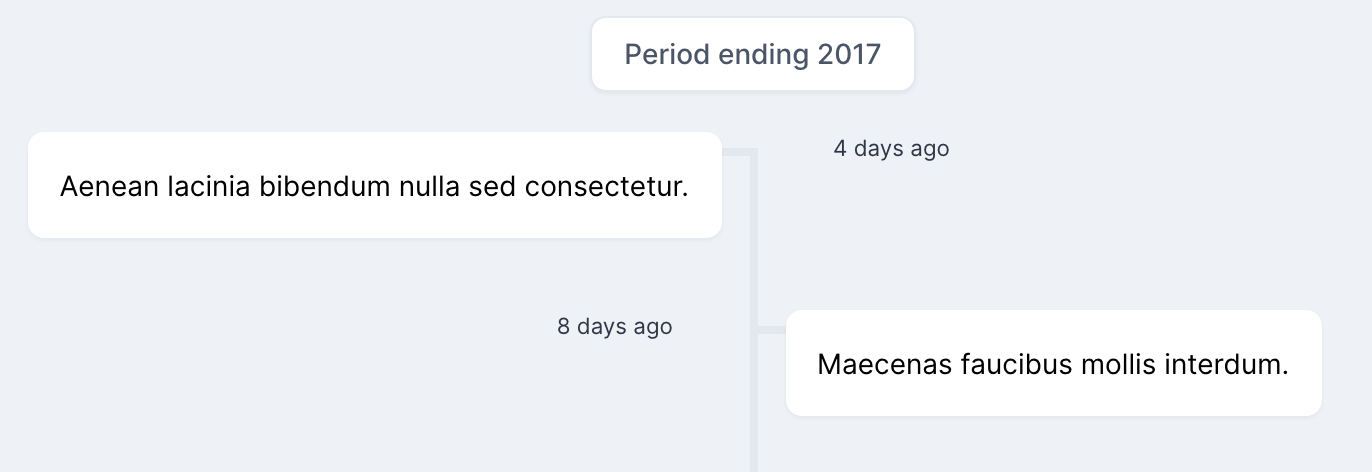 Period ending 2017
4 days ago
Aenean lacinia bibendum nulla sed consectetur.
8 days ago
Maecenas faucibus mollis interdum.